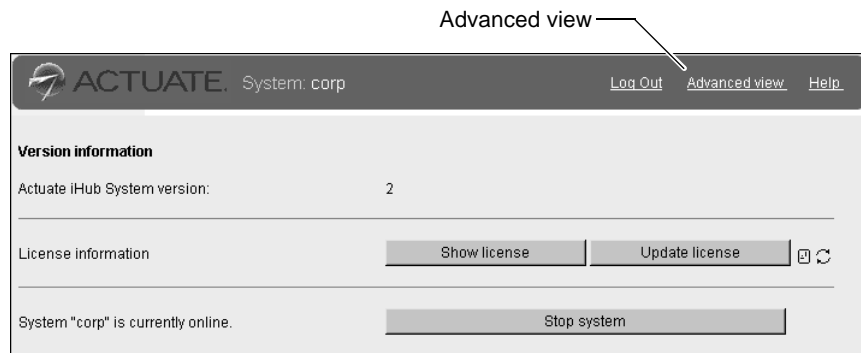 Advanced view
ACTUATE. System: corp Log Out Advanced view Help
Version information
Actuate iHub System version: 2
License information Show license Update license
System "corp" is currently online. Stop system